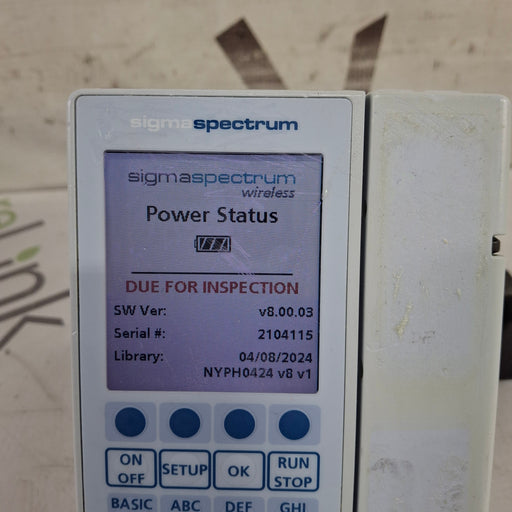 sigmaspectrum
sigmaspectrum
wireless
Power Status
DUE FOR INSPECTION
SW Ver: v8.00.03
Serial #: 2104115
Library: 04/08/2024
NYPH0424 v8 v1
ON OFF SETUP OK RUN STOP
BASIC ABC DEF GHI